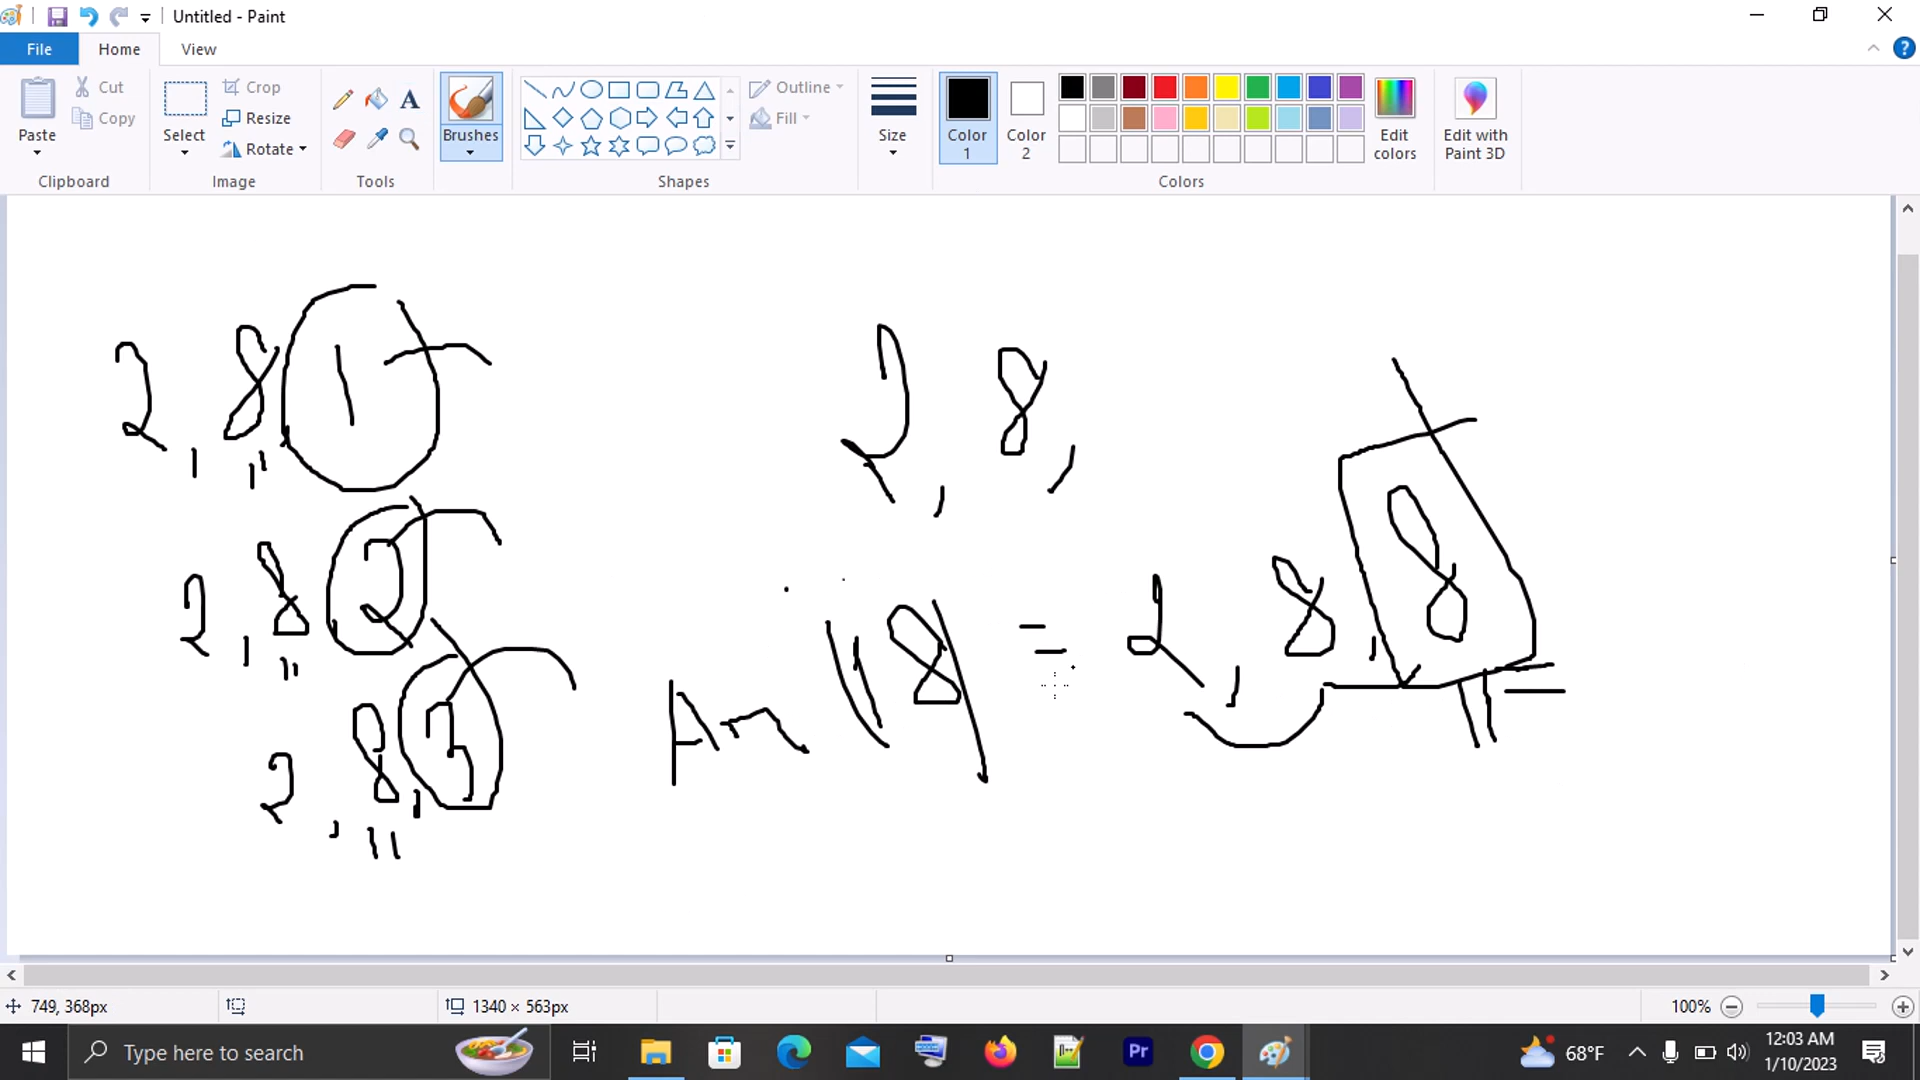 Untitled - Paint
File
Home
View
Paste
Cut
Copy
Clipboard
Select
Crop
Resize
Rotate
Image
Tools
Brushes
Shapes
Outline
Fill
Size
Color 1
Color 2
Colors
Edit colors
Edit with Paint 3D
2, 8, 1
2, 8 2
2, 8, 3
2, 8,
Ar (18) = 2, 8, 8
749, 368px
1340 × 563px
100%
Type here to search
Pr
68°F
12:03 AM
1/10/2023